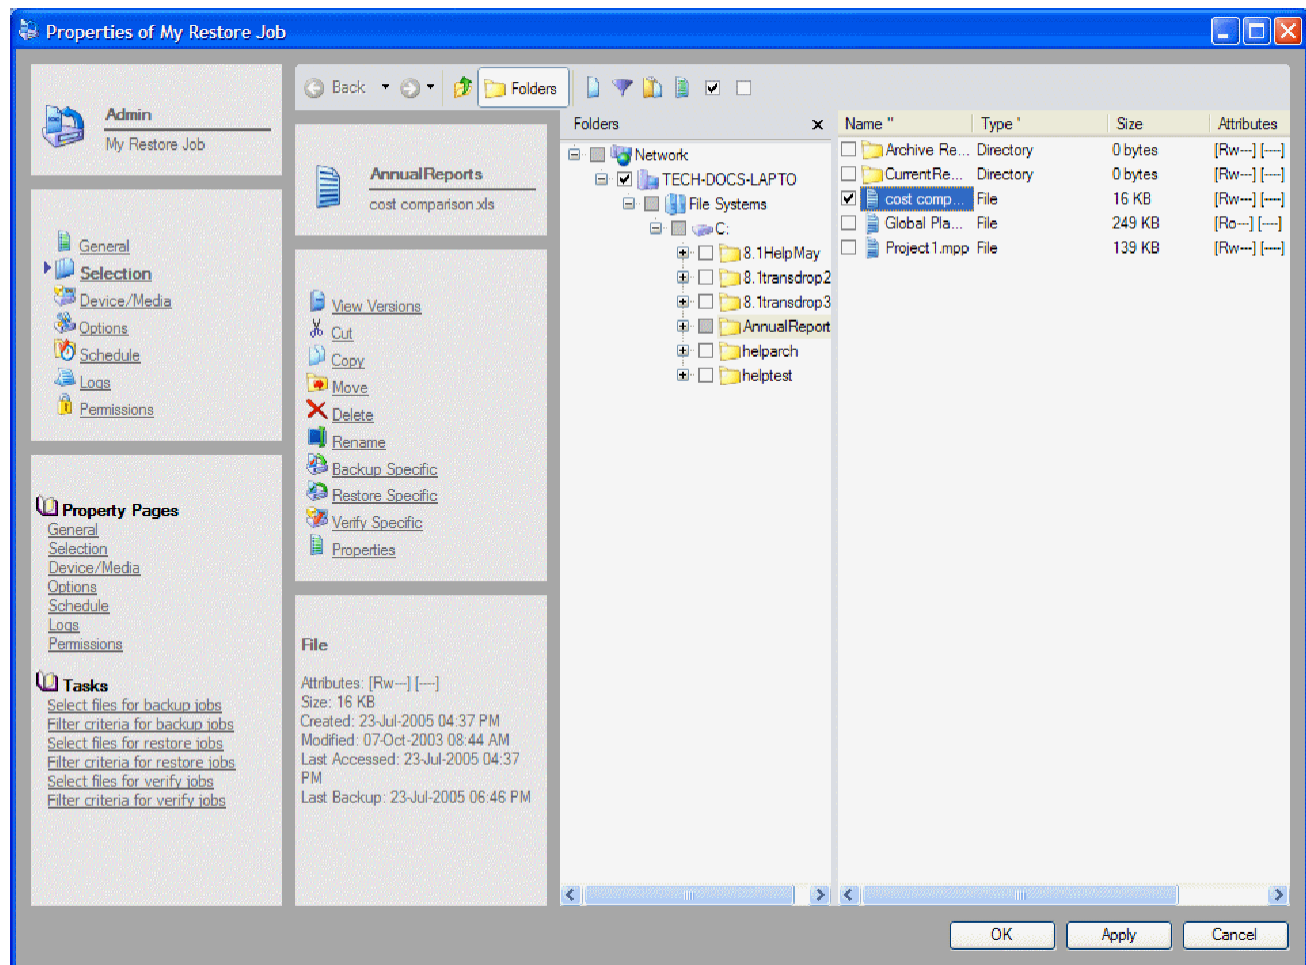 Properties of My Restore Job
Admin
My Restore Job
General
Selection
Device/Media
Options
Schedule
Logs
Permissions
Property Pages
General
Selection
Device/Media
Options
Schedule
Logs
Permissions
Tasks
Select files for backup jobs
Filter criteria for backup jobs
Select files for restore jobs
Filter criteria for restore jobs
Select files for verify jobs
Filter criteria for verify jobs
Back Folders
AnnualReports
cost comparison.xls
View Versions
Cut
Copy
Move
Delete
Rename
Backup Specific
Restore Specific
Verify Specific
Properties
File
Attributes: [Rw---] [----]
Size: 16 KB
Created: 23-Jul-2005 04:37 PM
Modified: 07-Oct-2003 08:44 AM
Last Accessed: 23-Jul-2005 04:37
PM
Last Backup: 23-Jul-2005 06:46 PM
Folders
Network
TECH-DOCS-LAPTO
File Systems
C:
8.1HelpMay
8.1transdrop2
8.1transdrop3
AnnualReport
helparch
helptest
Name " Type ' Size Attributes
Archive Re... Directory 0 bytes [Rw---] [----]
CurrentRe... Directory 0 bytes [Rw---] [----]
cost comp... File 16 KB [Rw---] [----]
Global Pla... File 249 KB [Ro---] [----]
Project1.mpp File 139 KB [Rw---] [----]
OK Apply Cancel